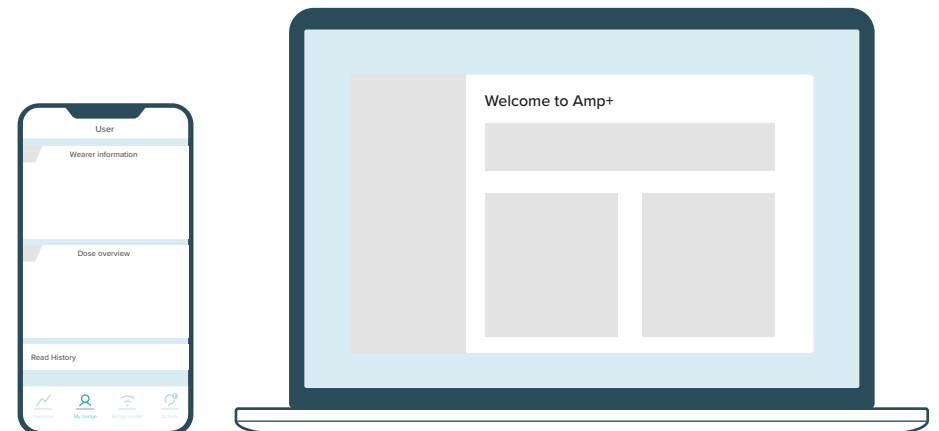 User
Wearer information
Dose overview
Read History
My badge
Welcome to Amp+